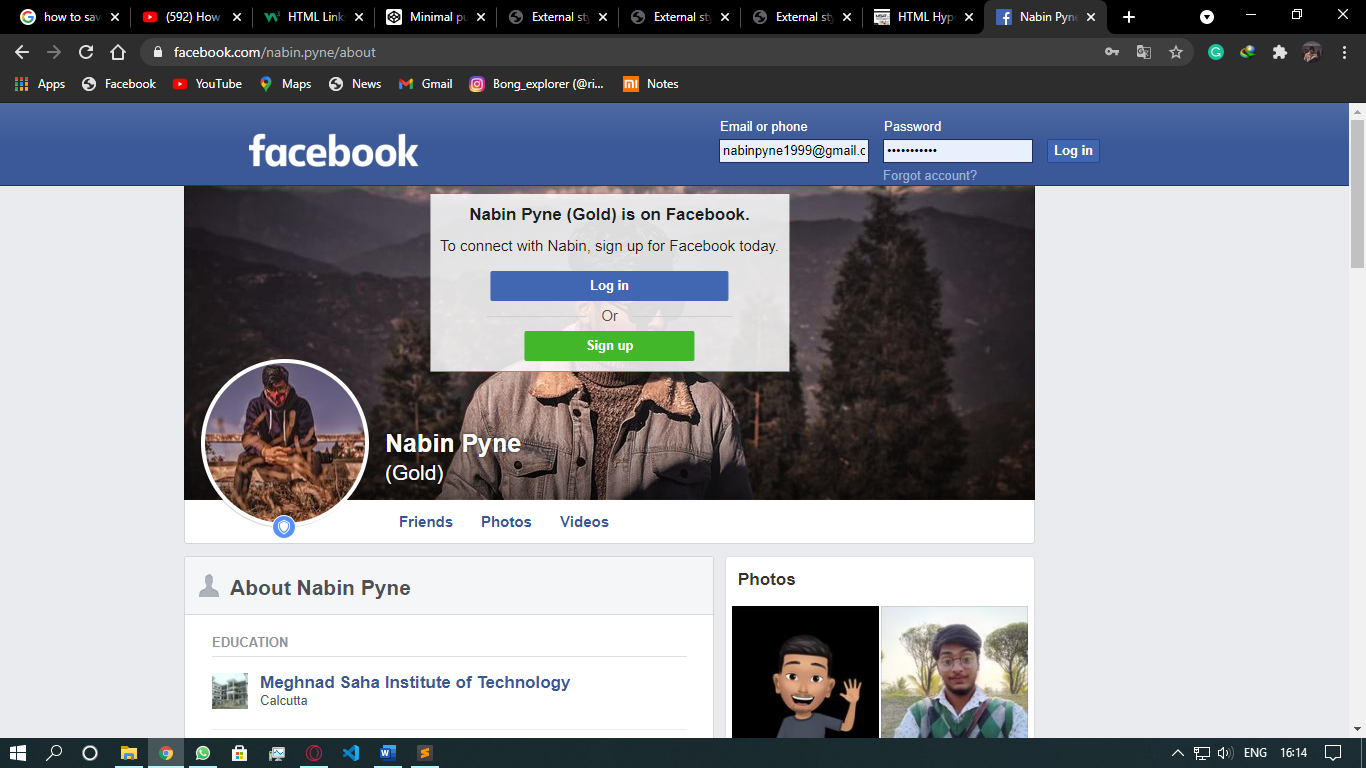 how to sav
(592) How
HTML Link
Minimal pu
External sty
External sty
External sty
HTML Hype
Nabin Pyne
facebook.com/nabin.pyne/about
Apps
Facebook
YouTube
Maps
News
Gmail
Bong_explorer (@ri...
Notes
facebook
Email or phone
Password
nabinpyne1999@gmail.c
•••••••••••
Log in
Forgot account?
Nabin Pyne (Gold) is on Facebook.
To connect with Nabin, sign up for Facebook today.
Log in
Or
Sign up
Nabin Pyne
(Gold)
Friends
Photos
Videos
About Nabin Pyne
EDUCATION
Meghnad Saha Institute of Technology
Calcutta
Photos
ENG
16:14